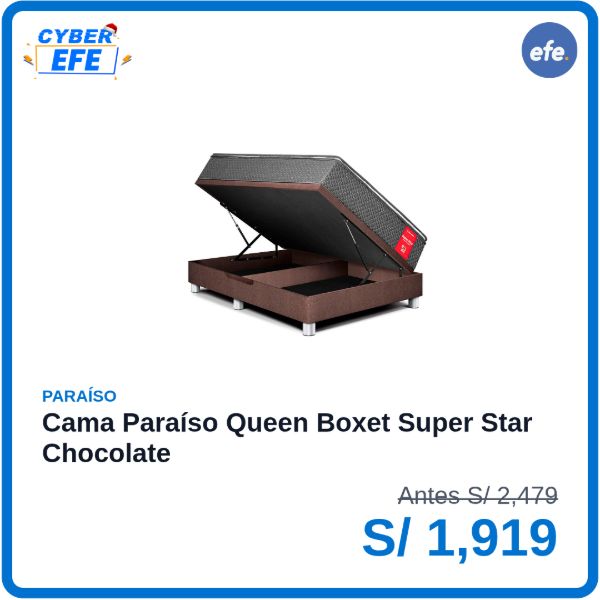 CYBER
EFE
efe.
PARAÍSO
Cama Paraíso Queen Boxet Super Star
Chocolate
Antes S/ 2,479
S/ 1,919